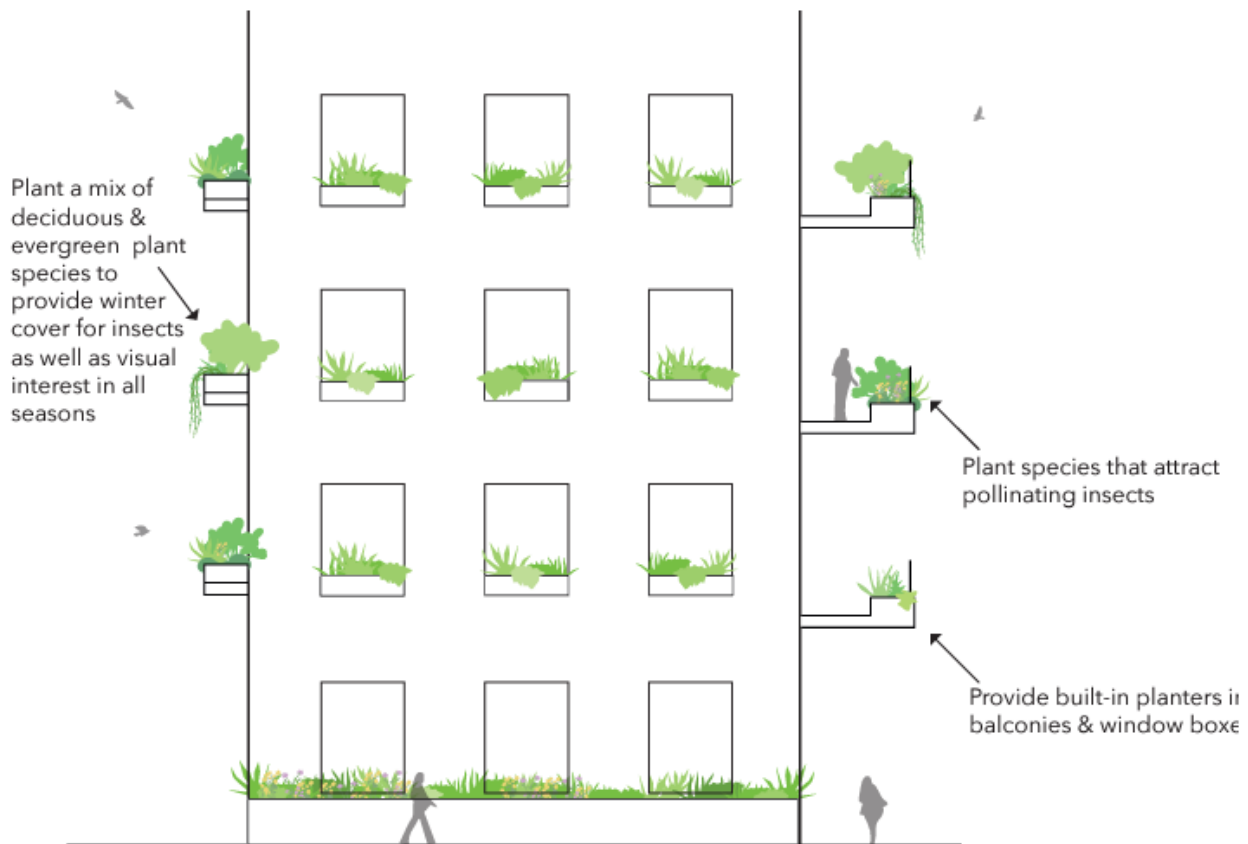 Plant a mix of
deciduous &
evergreen plant
species to
provide winter
cover for insects
as well as visual
interest in all
seasons
Plant species that attract
pollinating insects
Provide built-in planters
balconies & window